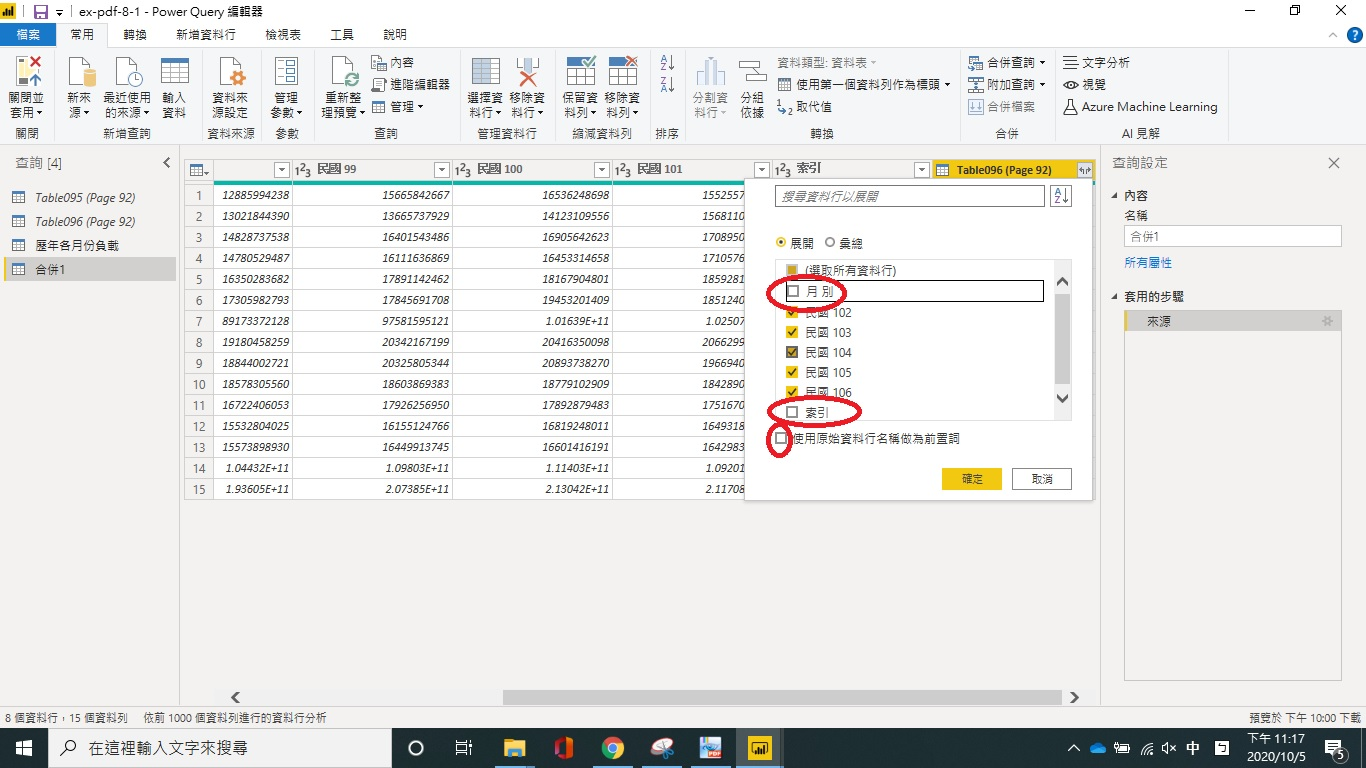 ex-pdf-8-1 - Power Query 編輯器
檔案 常用 轉換 新增資料行 檢視表 工具 說明
關閉並套用 新來源 最近使用的來源 輸入資料 資料來源設定 管理參數 重新整理預覽 內容 進階編輯器 管理 選擇資料行 移除資料行 保留資料列 移除資料列 分割資料行 分組依據 資料類型: 資料表 使用第一個資料列作為標頭 取代值 合併查詢 附加查詢 合併檔案 文字分析 視覺 Azure Machine Learning
關閉 新增查詢 資料來源 參數 查詢 管理資料行 縮減資料列 排序 轉換 合併 AI 見解
查詢 [4]
Table095 (Page 92)
Table096 (Page 92)
歷年各月份負載
合併1
民國 99 民國 100 民國 101 索引 Table096 (Page 92)
1 12885994238 15665842667 16536248698 1552557
2 13021844390 13665737929 14123109556 1568110
3 14828737538 16401543486 16905642623 1708950
4 14780529487 16111636869 16453314658 1710576
5 16350283682 17891142462 18167904801 1859281
6 17305982793 17845691708 19453201409 1851240
7 89173372128 97581595121 1.01639E+11 1.02507
8 19180458259 20342167199 20416350098 2066299
9 18844002721 20325805344 20893738270 1966940
10 18578305560 18603869383 18779102909 1842890
11 16722406053 17926256950 17892879483 1751670
12 15532804025 16155124766 16819248011 1649318
13 15573898930 16449913745 16601416191 1642983
14 1.04432E+11 1.09803E+11 1.11403E+11 1.09201
15 1.93605E+11 2.07385E+11 2.13042E+11 2.11708
搜尋資料行以展開
展開 彙總
(選取所有資料行)
月 別
民國 102
民國 103
民國 104
民國 105
民國 106
索引
使用原始資料行名稱做為前置詞
確定 取消
查詢設定
內容
名稱
合併1
所有屬性
套用的步驟
來源
8 個資料行，15 個資料列 依前 1000 個資料列進行的資料行分析
預覽於 下午 10:00 下載
在這裡輸入文字來搜尋
中
下午 11:17
2020/10/5
5